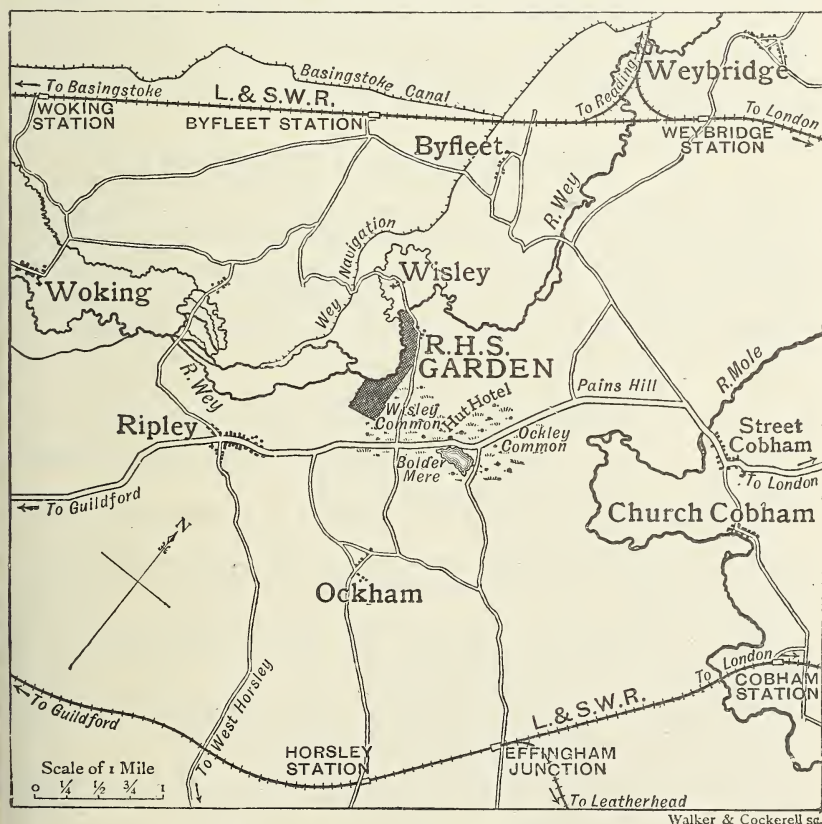 Weybridge
To Reading
Basingstoke Canal
To Basingstoke
L. & S.W.R.
WOKING
STATION
BYFLEET STATION
To London
WEYBRIDGE
STATION
Byfleet
R. Wey
Wey Navigation
Wisley
Woking
R. Wey
R.H.S.
GARDEN
Pains Hill
R. Mole
Wisley
Common
Hut Hotel
Ripley
Ockley
Common
Street
Cobham
Bolder
Mere
To London
To Guildford
Church Cobham
N
Ockham
To London
COBHAM
STATION
To Guildford
To West Horsley
L. & S.W.R.
HORSLEY
STATION
EFFINGHAM
JUNCTION
Scale of 1 Mile
0 ¼ ½ ¾ 1
To Leatherhead
Walker & Cockerell sc.